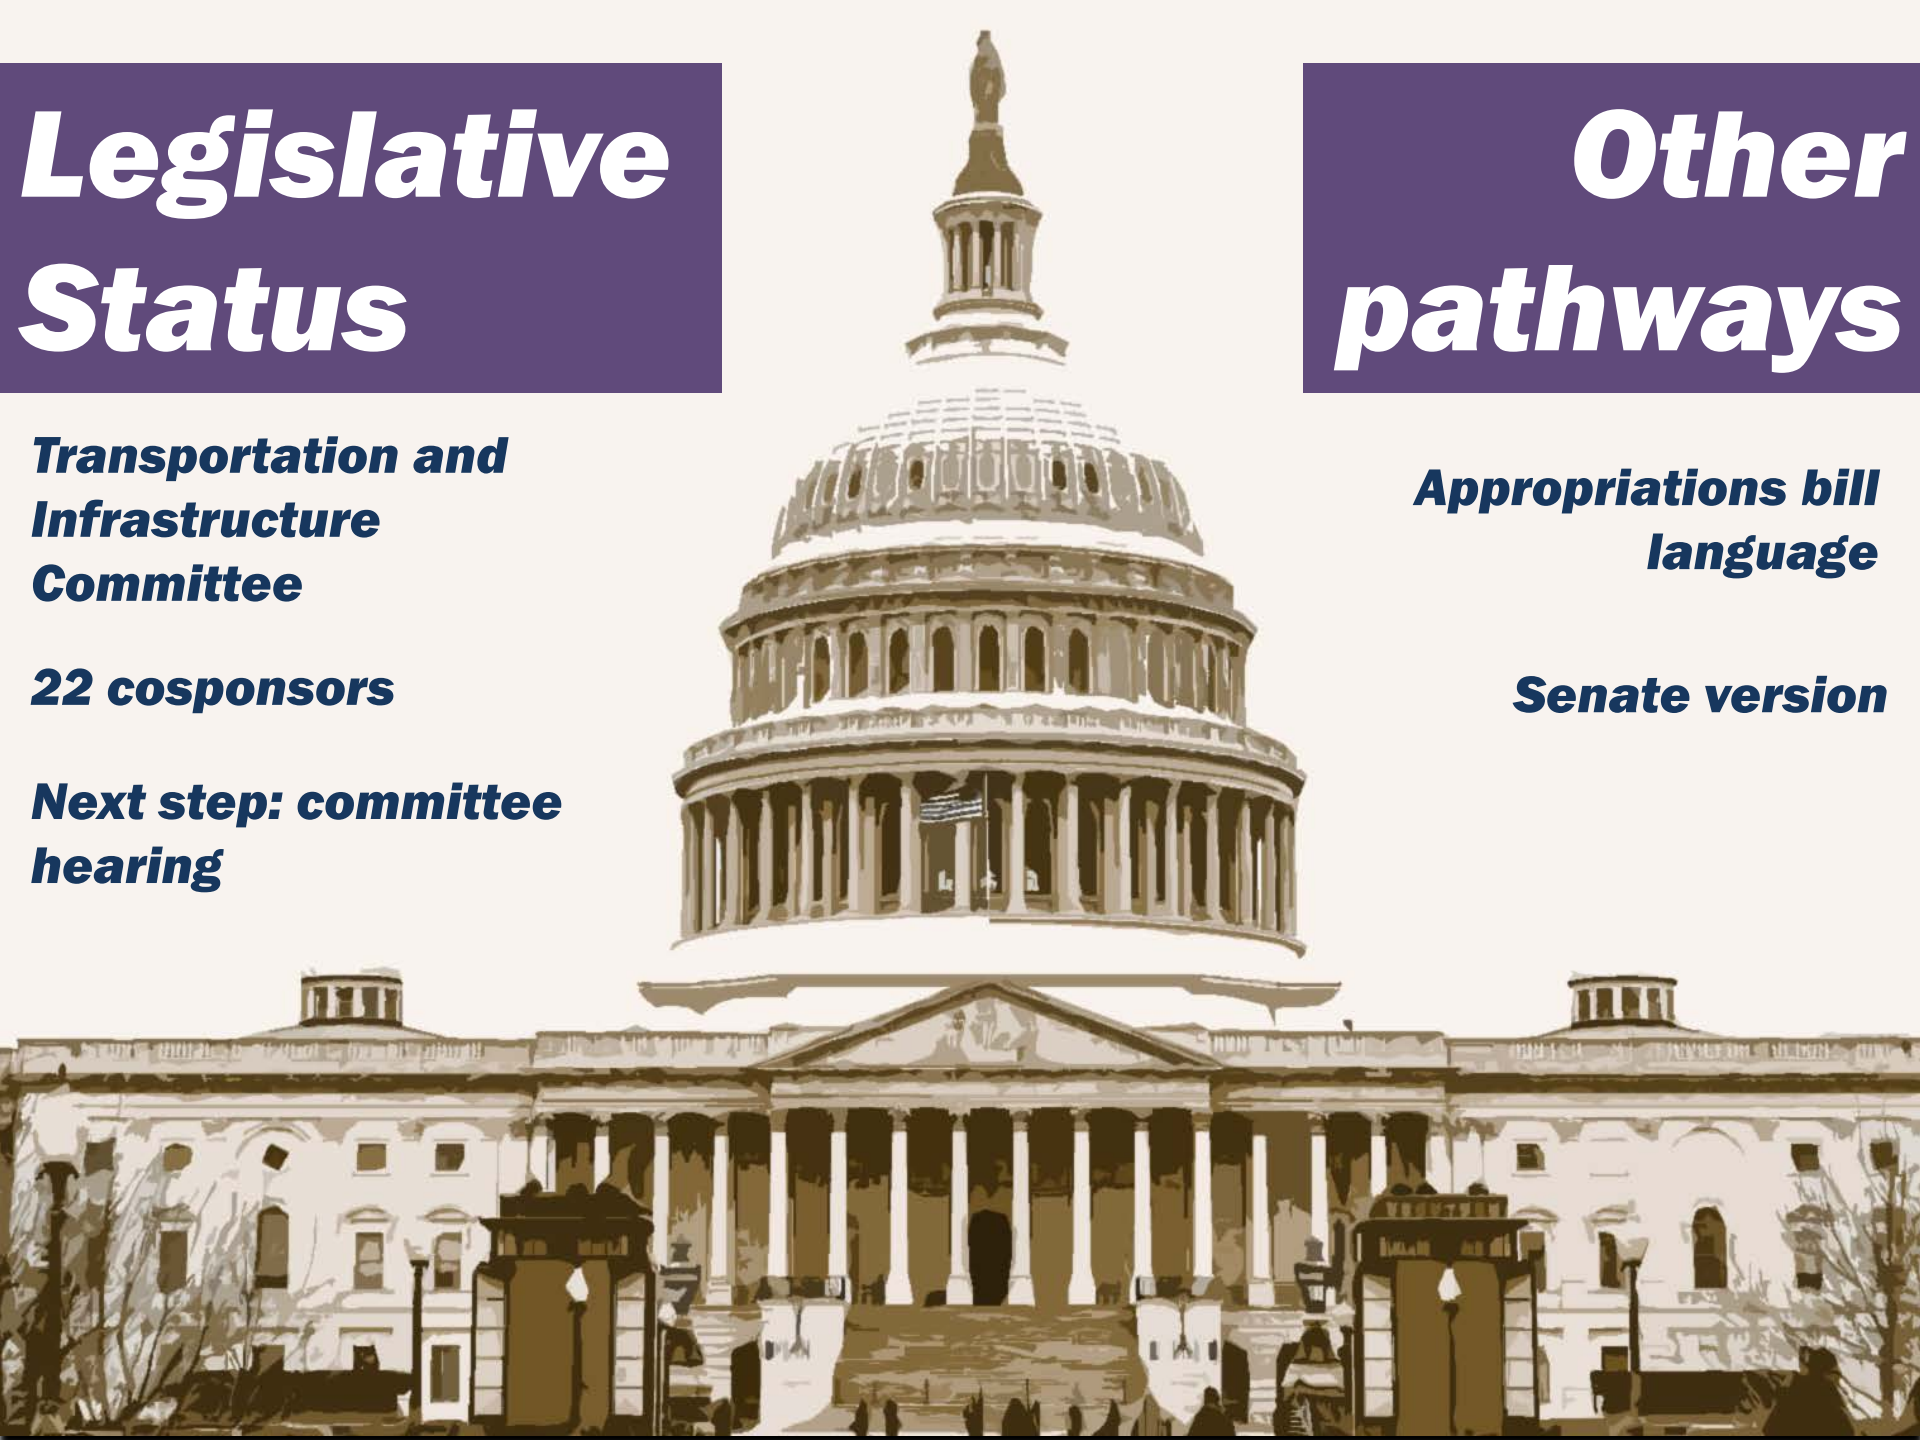 Legislative
Status
Transportation and
Infrastructure
Committee
22 cosponsors
Next step: committee
hearing
Other
pathways
Appropriations bill
language
Senate version